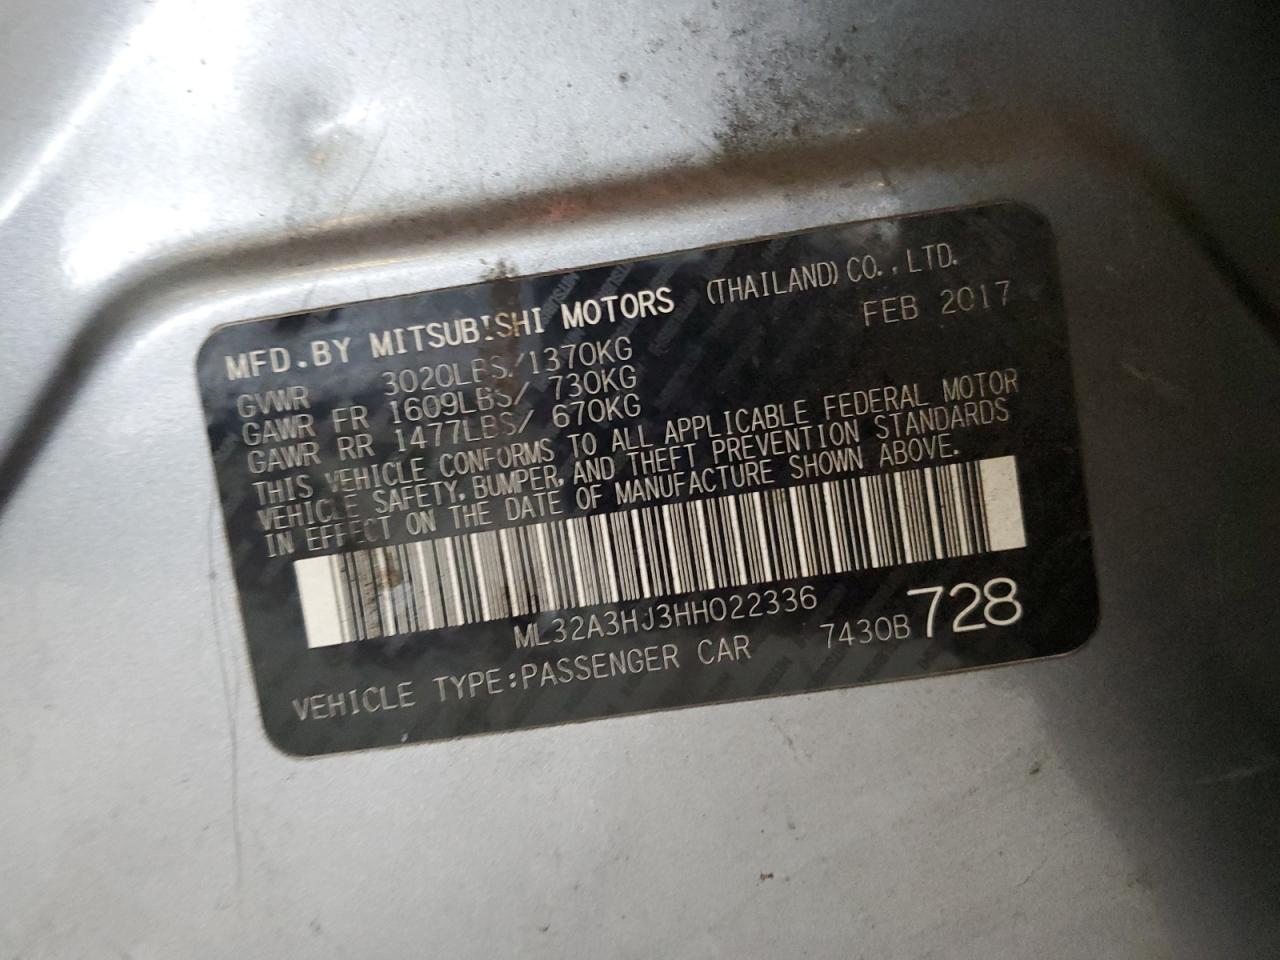 MFD.BY MITSUBISHI MOTORS (THAILAND) CO.,LTD.
FEB 2017
GVWR 3020LBS/1370KG
GAWR FR 1609LBS/ 730KG
GAWR RR 1477LBS/ 670KG
THIS VEHICLE CONFORMS TO ALL APPLICABLE FEDERAL MOTOR
VEHICLE SAFETY, BUMPER, AND THEFT PREVENTION STANDARDS
IN EFFECT ON THE DATE OF MANUFACTURE SHOWN ABOVE.
ML32A3HJ3HH022336
VEHICLE TYPE:PASSENGER CAR 7430B 728